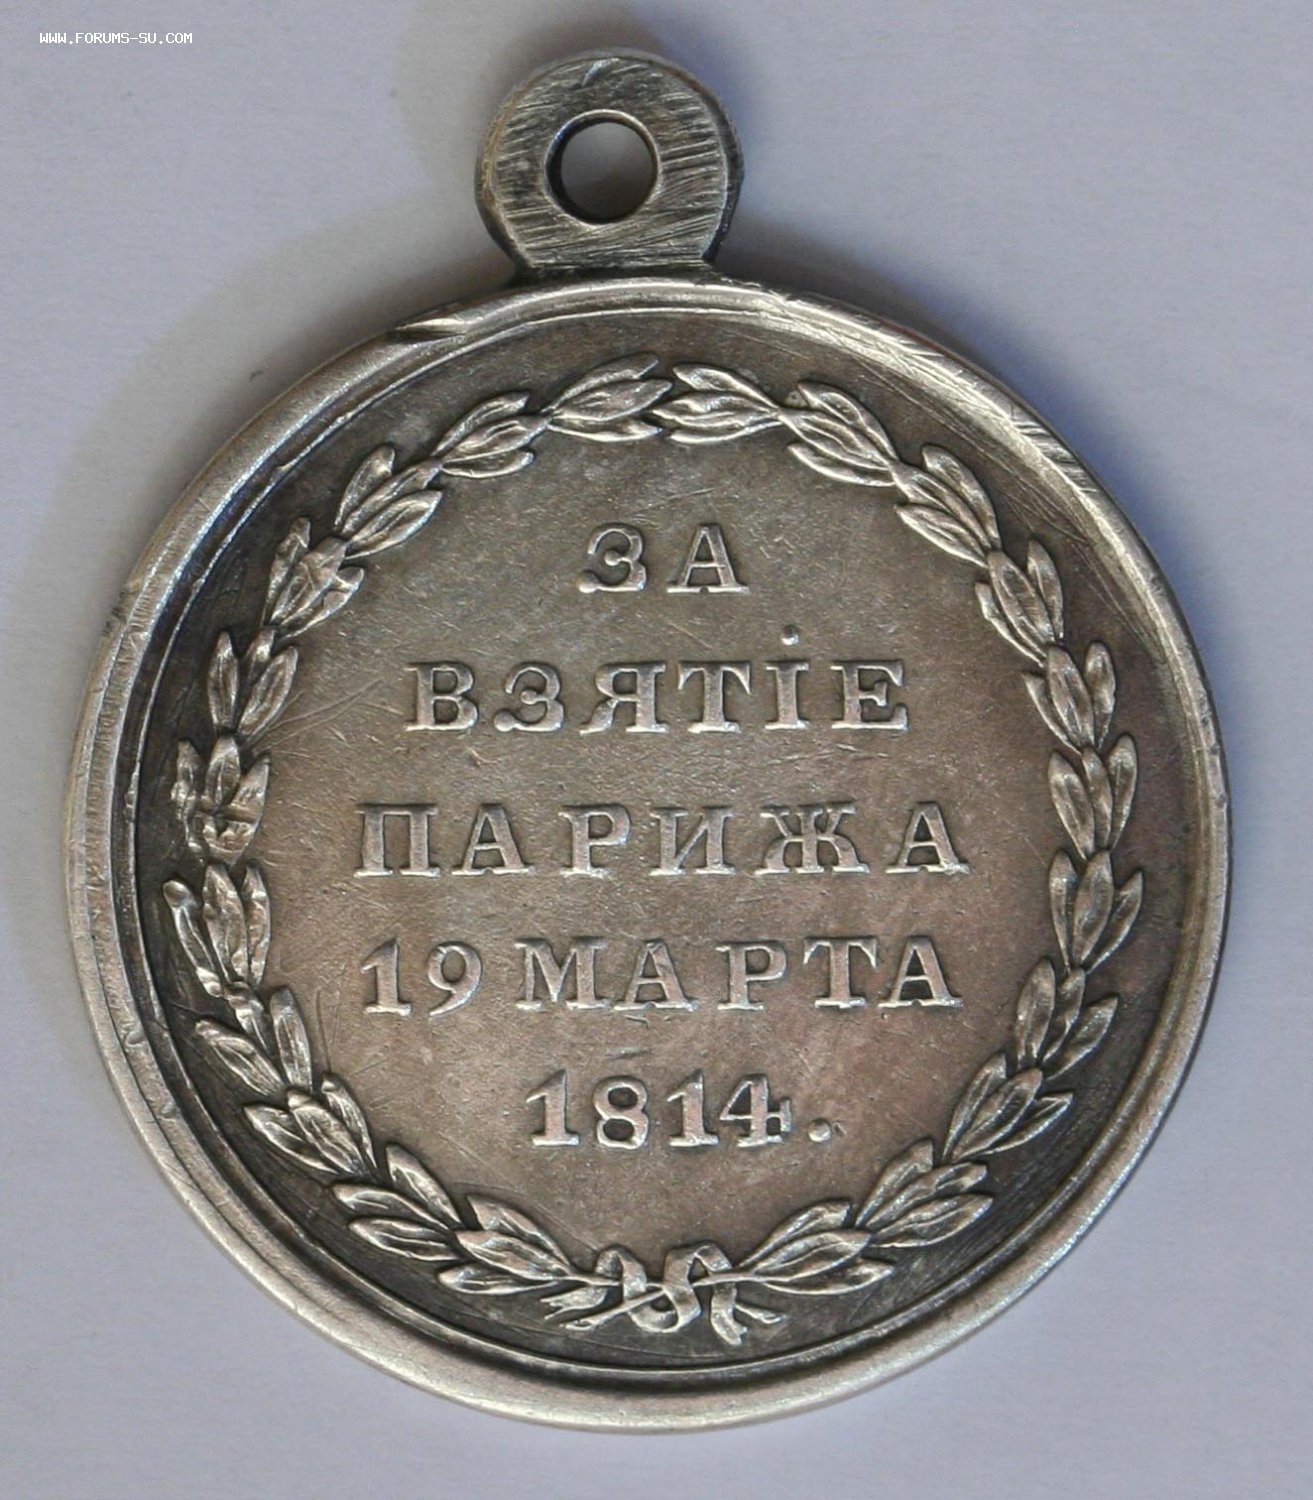 WWW.FORUMS-SU.COM
ЗА
ВЗЯТІЕ
ПАРИЖА
19 МАРТА
1814.